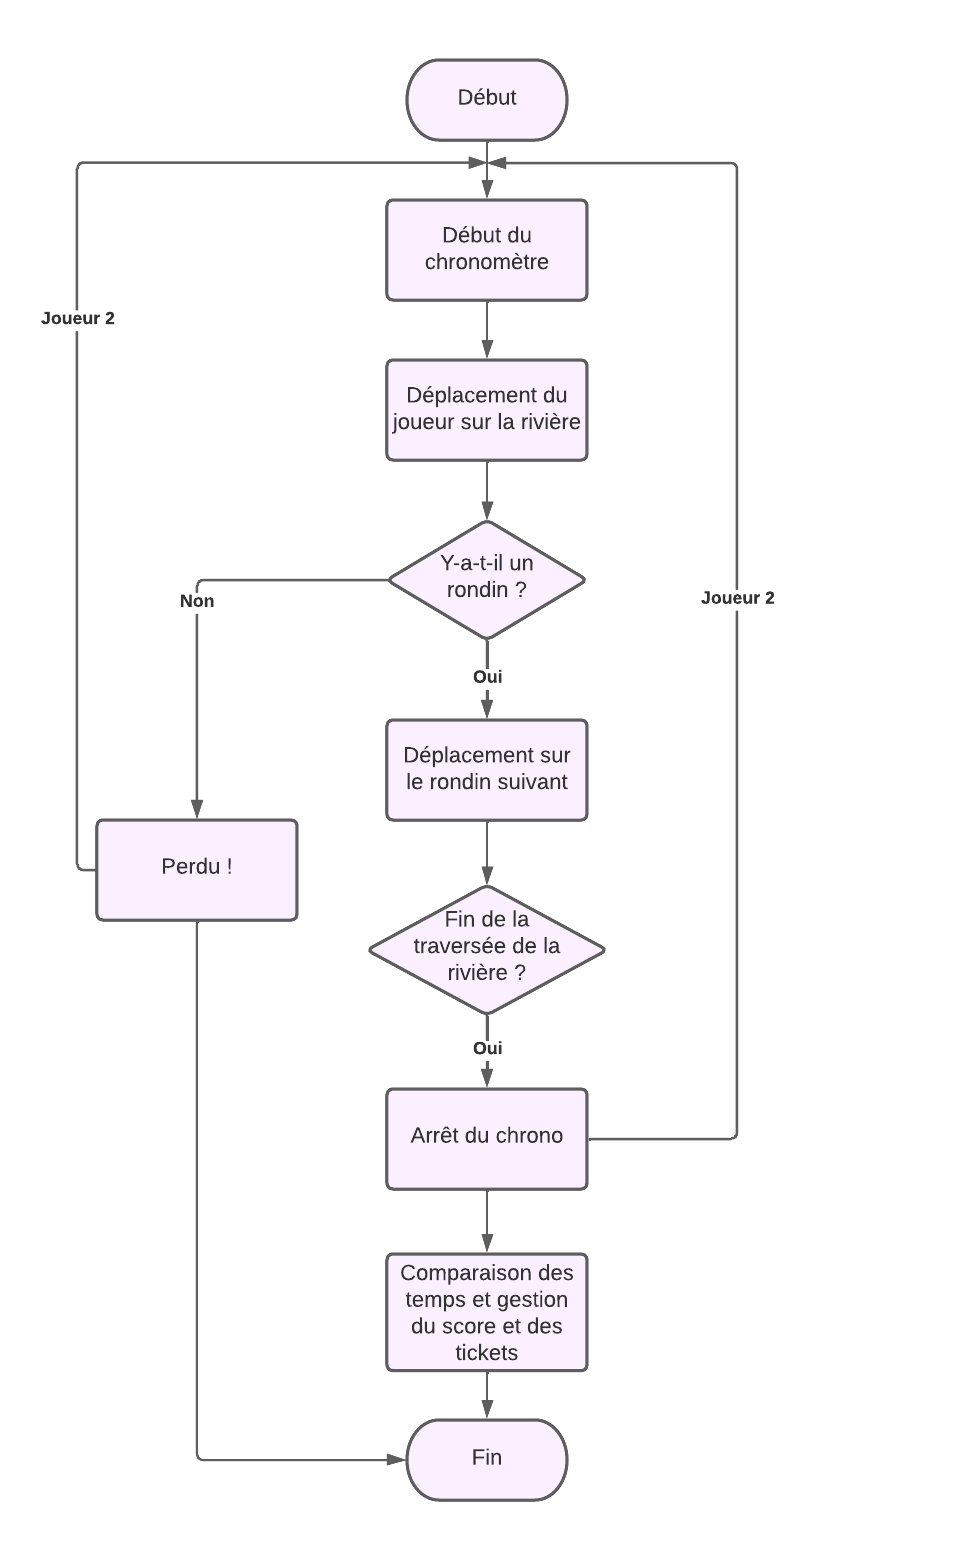 Début
Début du
chronomètre
Joueur 2
Déplacement du
joueur sur la rivière
Y-a-t-il un
rondin ?
Non
Joueur 2
Oui
Déplacement sur
le rondin suivant
Perdu !
Fin de la
traversée de la
rivière ?
Oui
Arrêt du chrono
Comparaison des
temps et gestion
du score et des
tickets
Fin